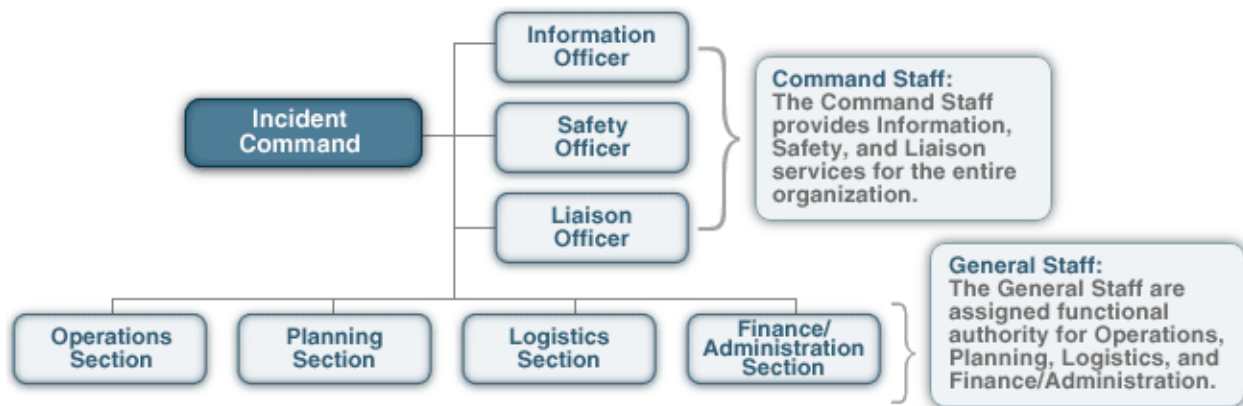 Information
Officer
Incident
Command
Safety
Officer
Liaison
Officer
Command Staff:
The Command Staff
provides Information,
Safety, and Liaison
services for the entire
organization.
Operations
Section
Planning
Section
Logistics
Section
Finance/
Administration
Section
General Staff:
The General Staff are
assigned functional
authority for Operations,
Planning, Logistics, and
Finance/Administration.